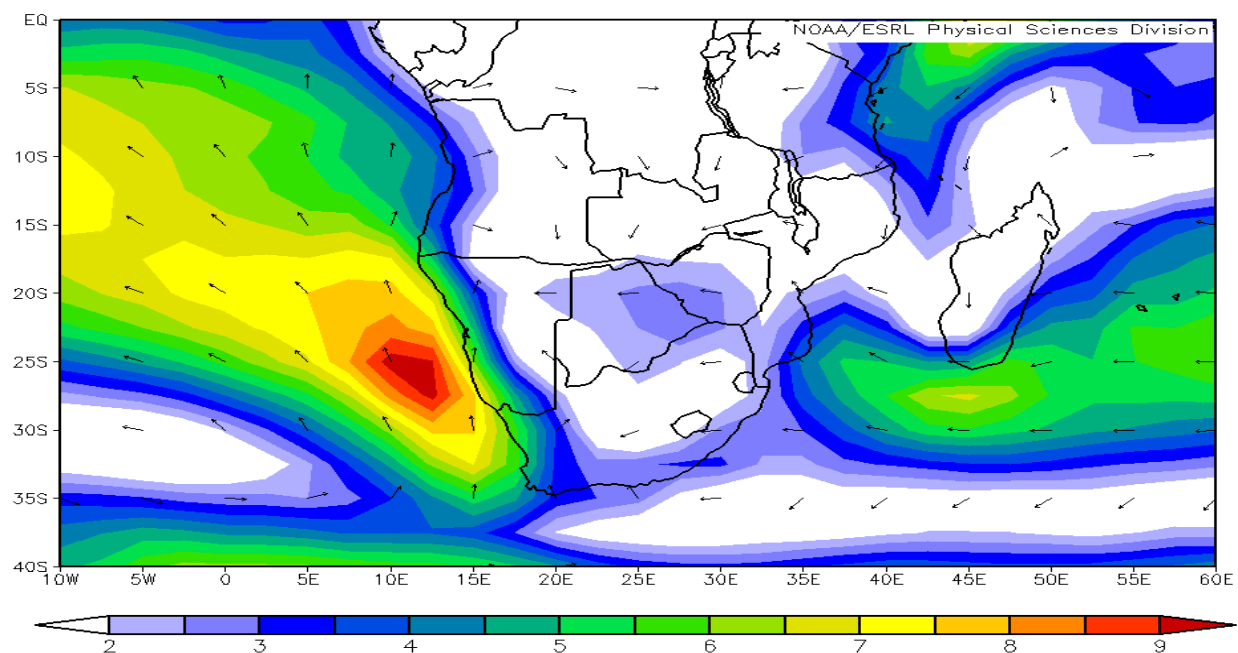 EQ
NOAA/ESRL Physical Sciences Division
5S
10S
15S
20S
25S
30S
35S
40S
10W 5W 0 5E 10E 15E 20E 25E 30E 35E 40E 45E 50E 55E 60E
2 3 4 5 6 7 8 9